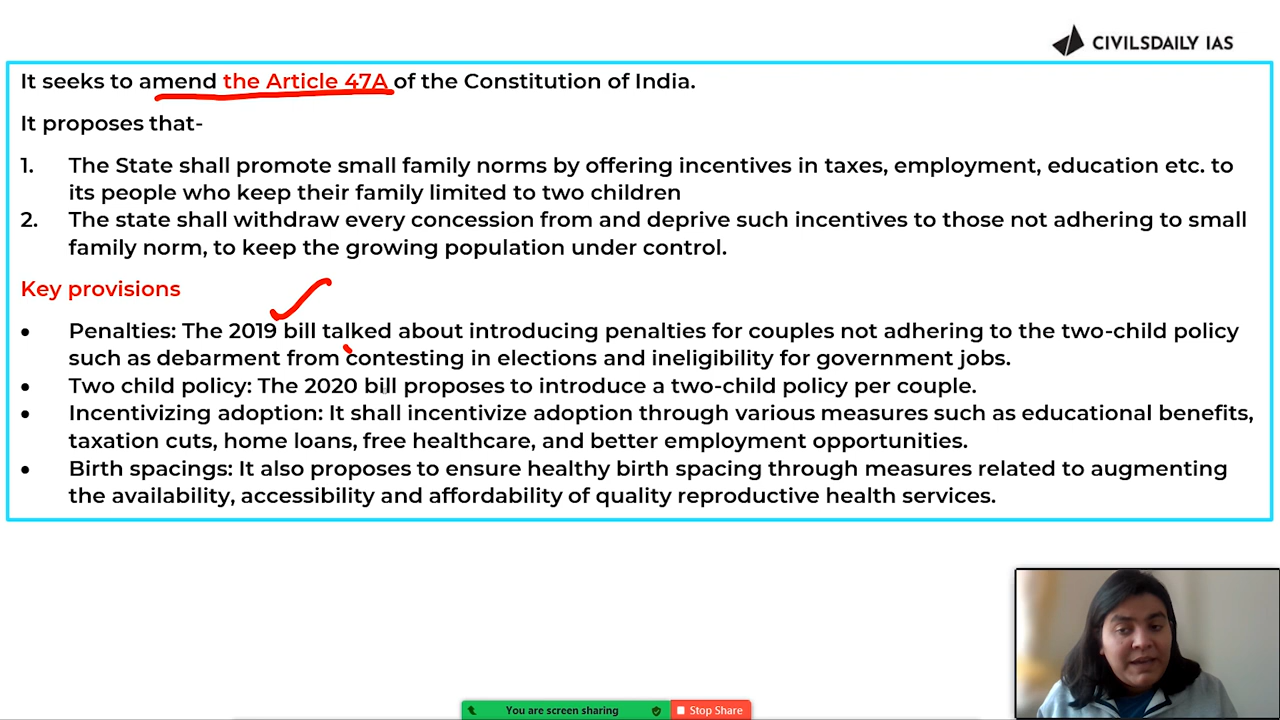 CIVILSDAILY IAS
It seeks to amend the Article 47A of the Constitution of India.
It proposes that-
1. The State shall promote small family norms by offering incentives in taxes, employment, education etc. to
its people who keep their family limited to two children
2. The state shall withdraw every concession from and deprive such incentives to those not adhering to small
family norm, to keep the growing population under control.
Key provisions
• Penalties: The 2019 bill talked about introducing penalties for couples not adhering to the two-child policy
such as debarment from contesting in elections and ineligibility for government jobs.
• Two child policy: The 2020 bill proposes to introduce a two-child policy per couple.
• Incentivizing adoption: It shall incentivize adoption through various measures such as educational benefits,
taxation cuts, home loans, free healthcare, and better employment opportunities.
• Birth spacings: It also proposes to ensure healthy birth spacing through measures related to augmenting
the availability, accessibility and affordability of quality reproductive health services.
You are screen sharing Stop Share